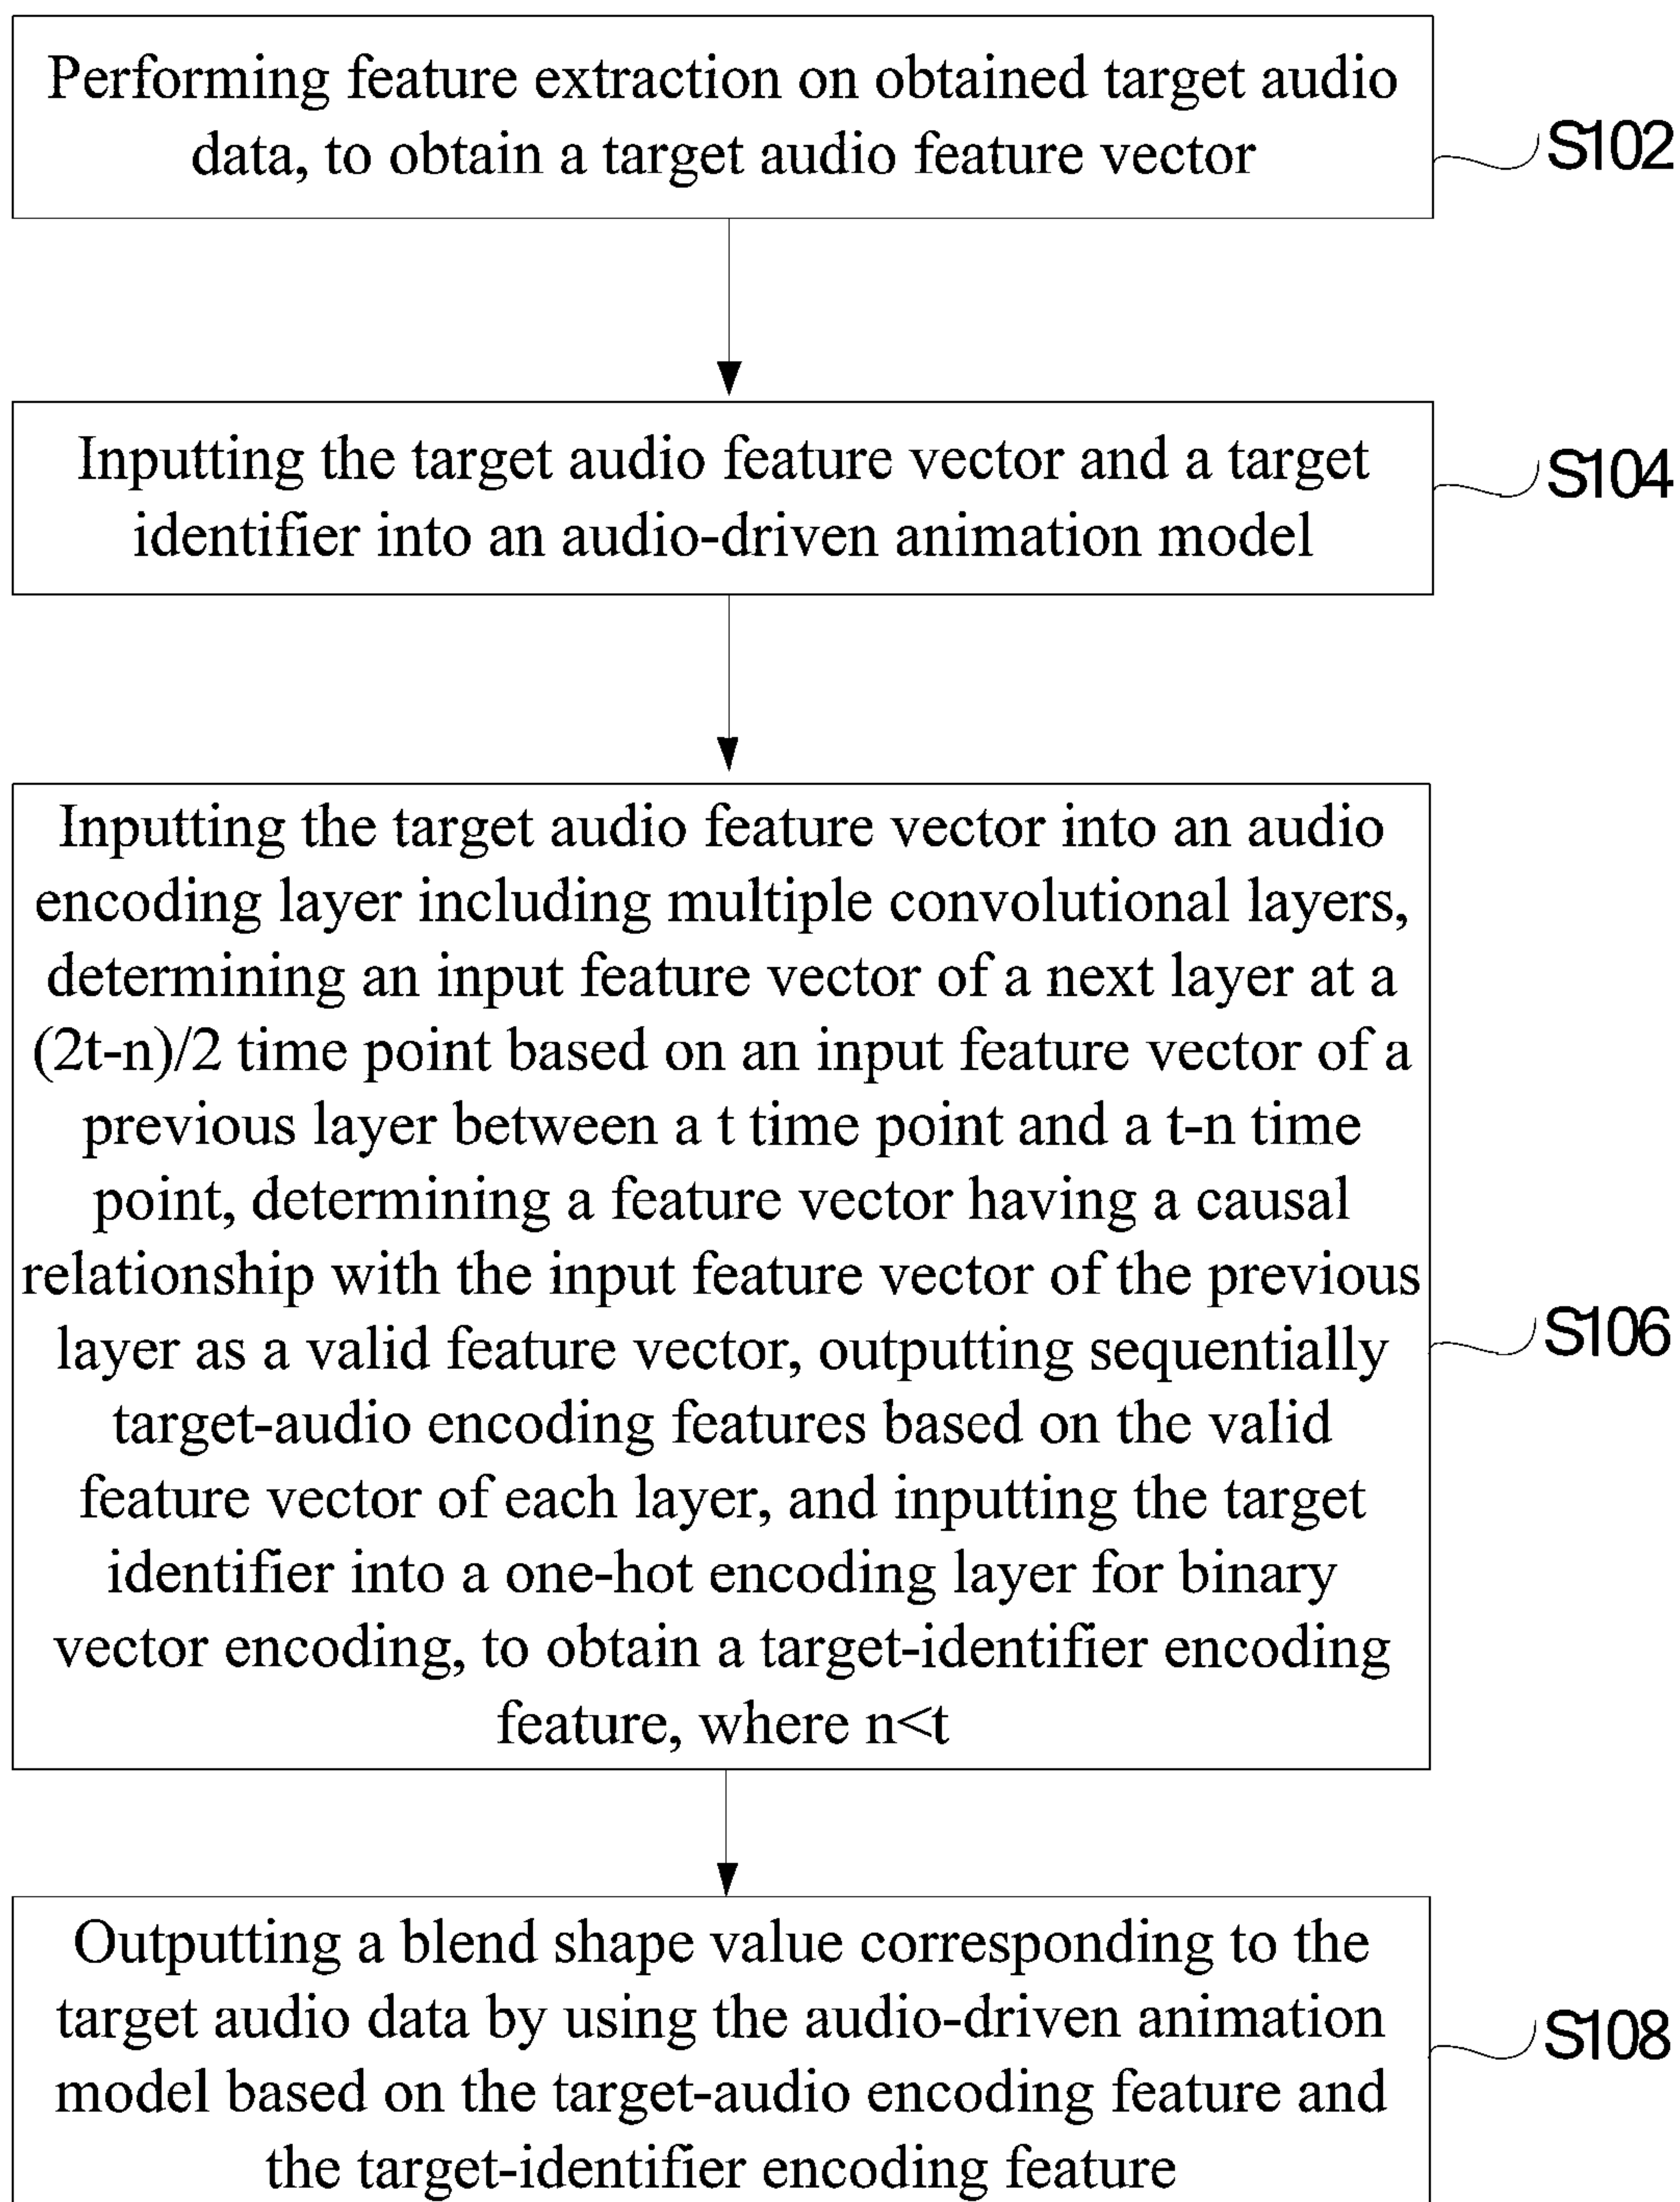 Performing feature extraction on obtained target audio
data, to obtain a target audio feature vector
S102
Inputting the target audio feature vector and a target
identifier into an audio-driven animation model
S104
Inputting the target audio feature vector into an audio
encoding layer including multiple convolutional layers,
determining an input feature vector of a next layer at a
(2t-n)/2 time point based on an input feature vector of a
previous layer between a t time point and a t-n time
point, determining a feature vector having a causal
relationship with the input feature vector of the previous
layer as a valid feature vector, outputting sequentially
target-audio encoding features based on the valid
feature vector of each layer, and inputting the target
identifier into a one-hot encoding layer for binary
vector encoding, to obtain a target-identifier encoding
feature, where n<t
S106
Outputting a blend shape value corresponding to the
target audio data by using the audio-driven animation
model based on the target-audio encoding feature and
the target-identifier encoding feature
S108